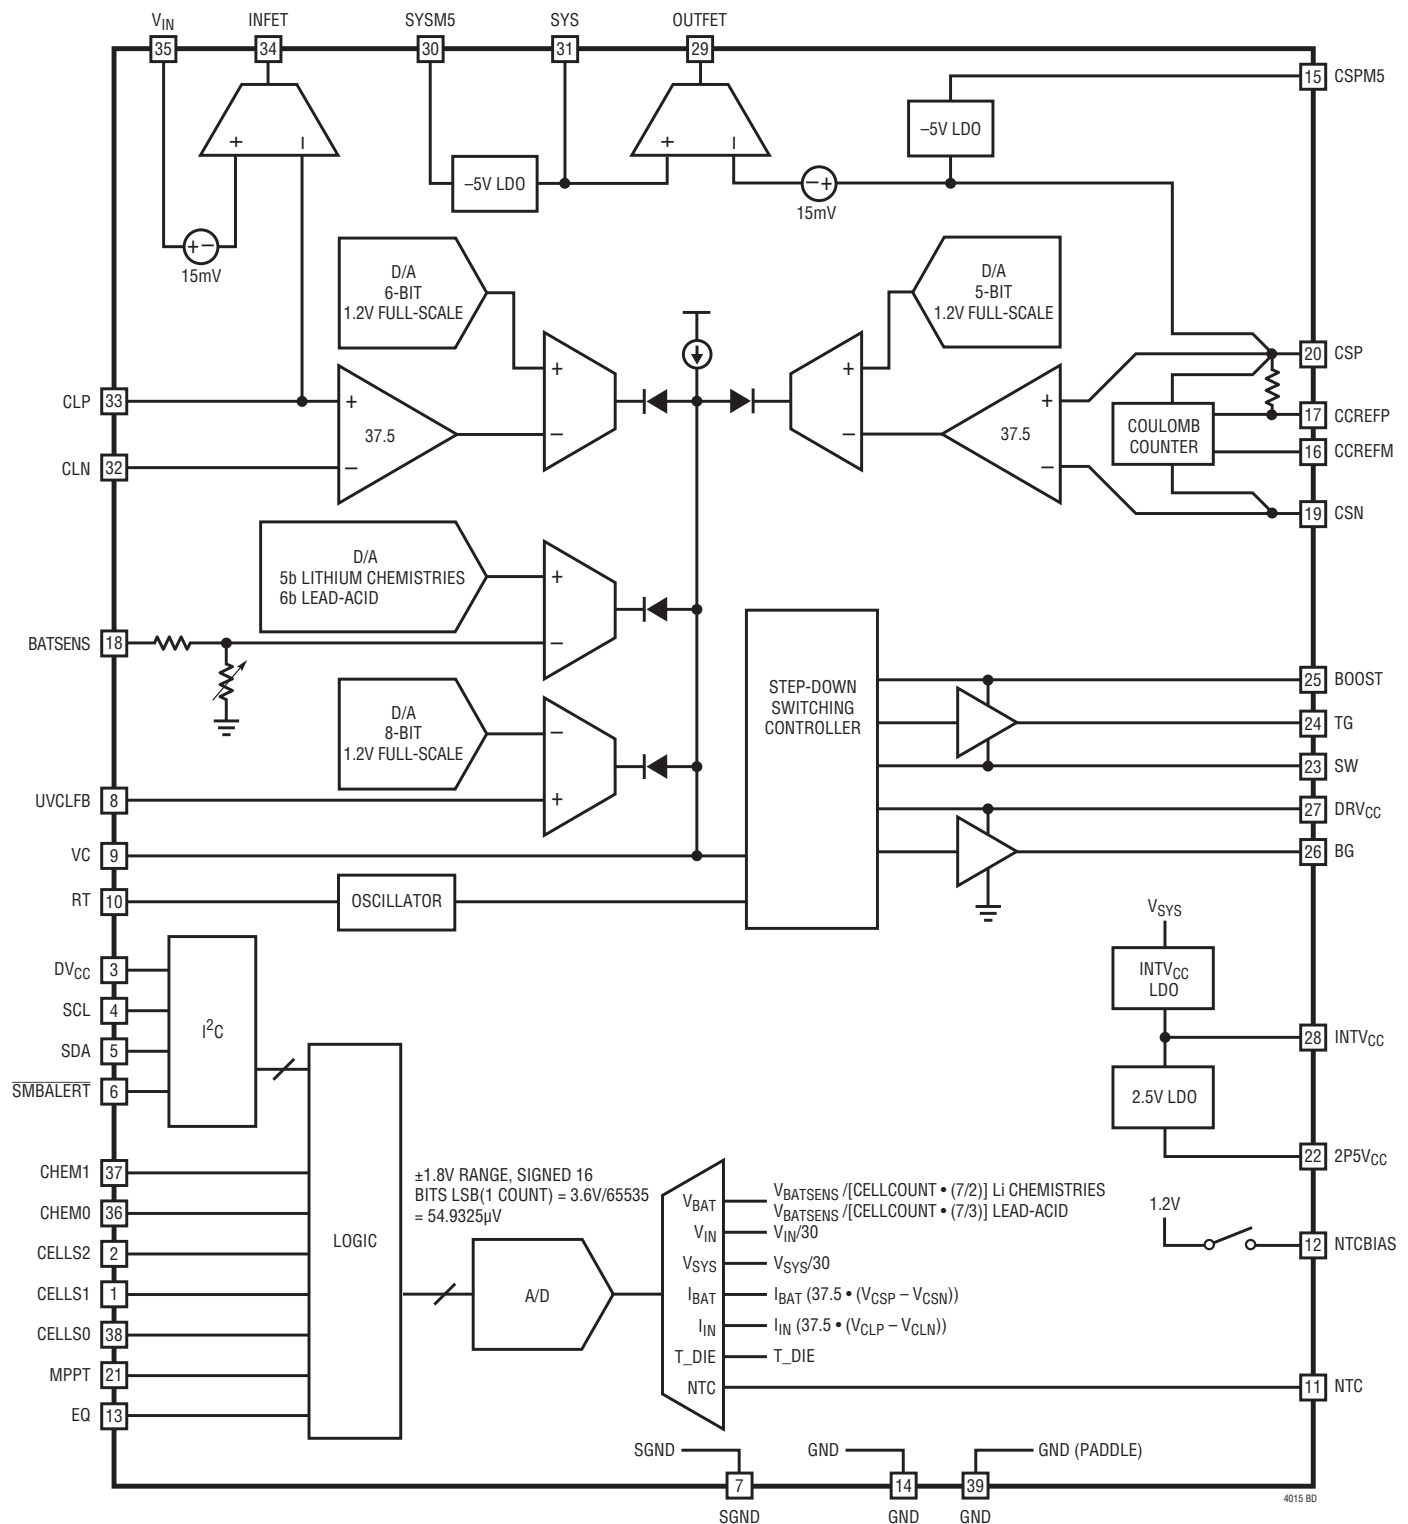 VIN
INFET
SYSM5
SYS
OUTFET
35
34
30
31
29
15
CSPM5
–5V LDO
+
–
+
–
–5V LDO
– +
15mV
+ –
15mV
D/A
6-BIT
1.2V FULL-SCALE
D/A
5-BIT
1.2V FULL-SCALE
20
CSP
CLP
33
+
37.5
–
+
–
+
–
+
37.5
–
COULOMB
COUNTER
17
CCREFP
16
CCREFM
CLN
32
19
CSN
D/A
5b LITHIUM CHEMISTRIES
6b LEAD-ACID
+
–
BATSENS
18
STEP-DOWN
SWITCHING
CONTROLLER
25
BOOST
24
TG
23
SW
27
DRVCC
26
BG
D/A
8-BIT
1.2V FULL-SCALE
–
+
UVCLFB
8
VC
9
RT
10
OSCILLATOR
VSYS
INTVCC
LDO
28
INTVCC
2.5V LDO
22
2P5VCC
DVCC
3
SCL
4
SDA
5
SMBALERT
6
I2C
CHEM1
37
CHEM0
36
CELLS2
2
CELLS1
1
CELLS0
38
MPPT
21
EQ
13
LOGIC
±1.8V RANGE, SIGNED 16
BITS LSB(1 COUNT) = 3.6V/65535
= 54.9325µV
A/D
VBAT
VBATSENS /[CELLCOUNT • (7/2)] Li CHEMISTRIES
VBATSENS /[CELLCOUNT • (7/3)] LEAD-ACID
VIN
VIN/30
VSYS
VSYS/30
IBAT
IBAT (37.5 • (VCSP – VCSN))
IIN
IIN (37.5 • (VCLP – VCLN))
T_DIE
T_DIE
NTC
1.2V
12
NTCBIAS
11
NTC
SGND
GND
GND (PADDLE)
7
14
39
SGND
GND
GND
4015 BD